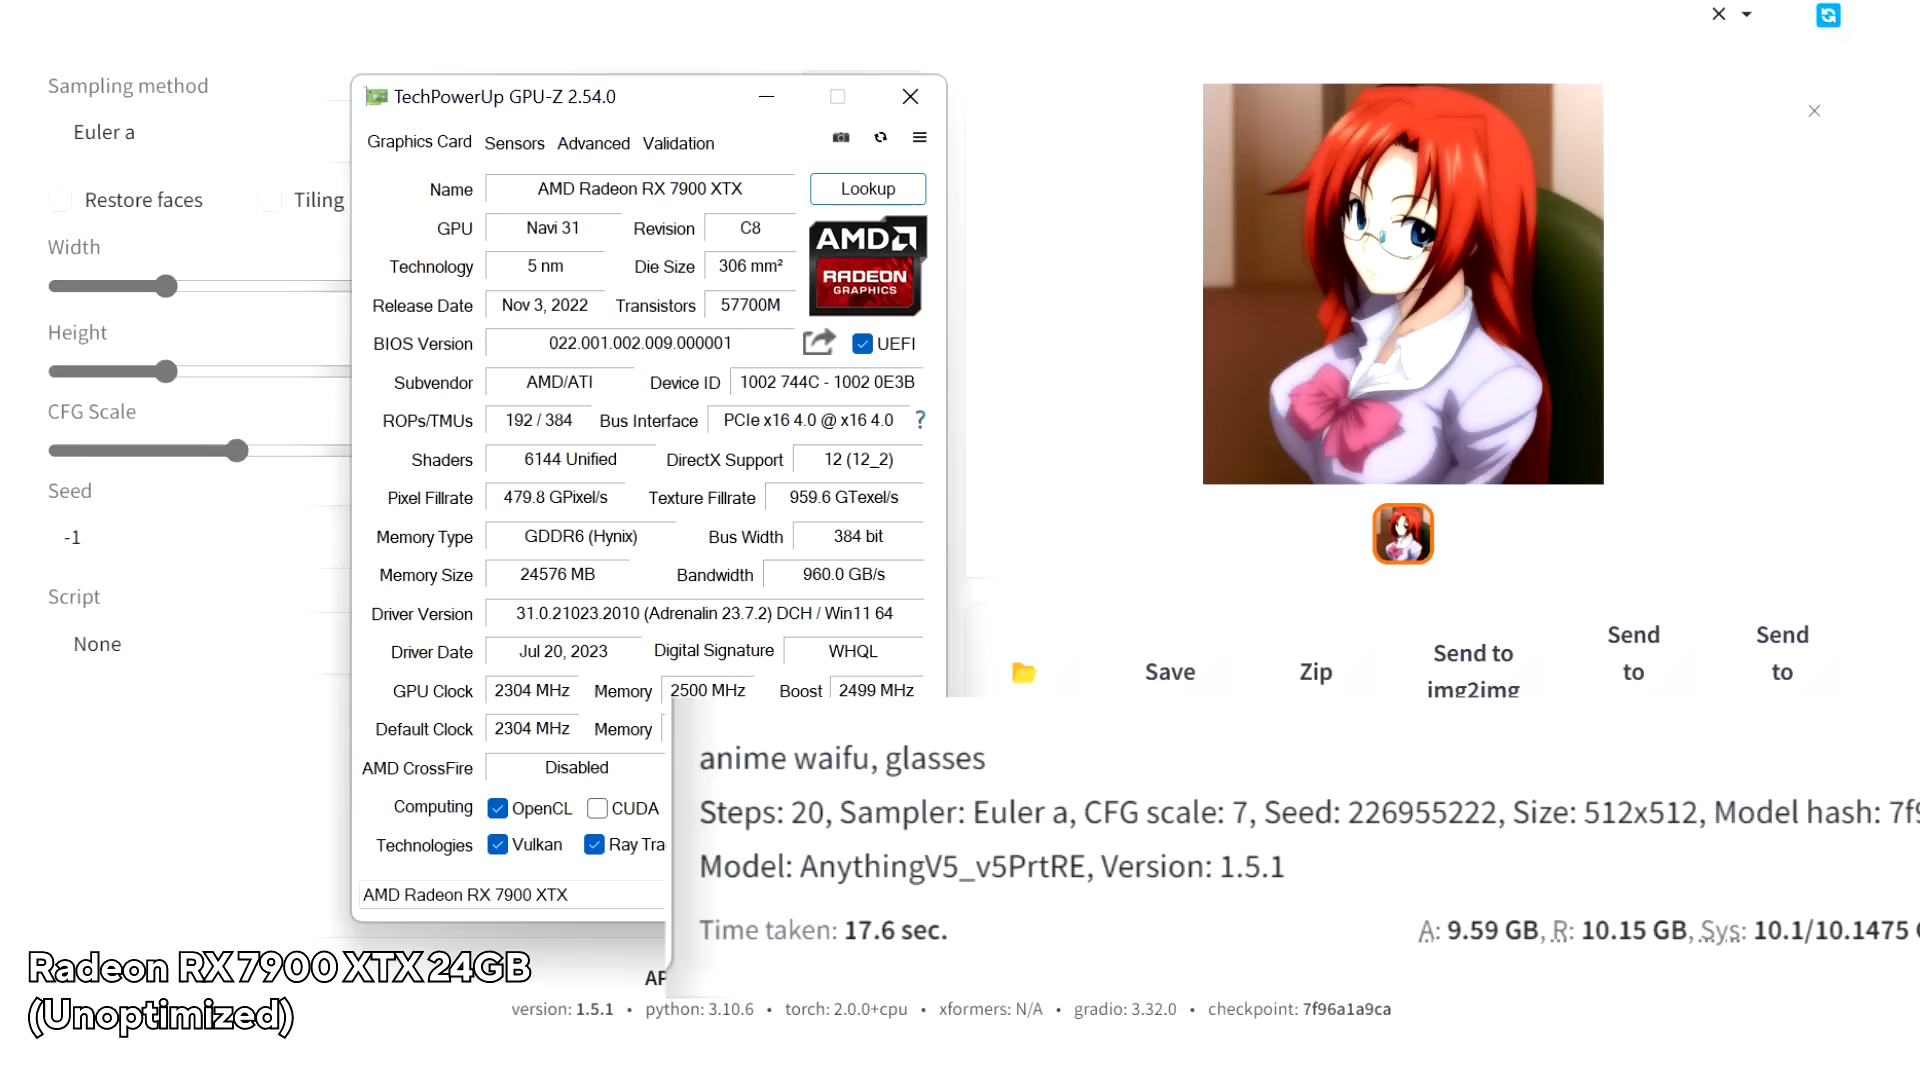 Sampling method
Euler a
Restore faces
Tiling
Width
Height
CFG Scale
Seed
-1
Script
None
TechPowerUp GPU-Z 2.54.0
Graphics Card Sensors Advanced Validation
Name AMD Radeon RX 7900 XTX Lookup
GPU Navi 31 Revision C8
Technology 5 nm Die Size 306 mm²
Release Date Nov 3, 2022 Transistors 57700M
BIOS Version 022.001.002.009.000001 UEFI
Subvendor AMD/ATI Device ID 1002 744C - 1002 0E3B
ROPs/TMUs 192 / 384 Bus Interface PCIe x16 4.0 @ x16 4.0 ?
Shaders 6144 Unified DirectX Support 12 (12_2)
Pixel Fillrate 479.8 GPixel/s Texture Fillrate 959.6 GTexel/s
Memory Type GDDR6 (Hynix) Bus Width 384 bit
Memory Size 24576 MB Bandwidth 960.0 GB/s
Driver Version 31.0.21023.2010 (Adrenalin 23.7.2) DCH / Win11 64
Driver Date Jul 20, 2023 Digital Signature WHQL
GPU Clock 2304 MHz Memory 2500 MHz Boost 2499 MHz
Default Clock 2304 MHz Memory
AMD CrossFire Disabled
Computing OpenCL CUDA
Technologies Vulkan Ray Tra
AMD Radeon RX 7900 XTX
AMD
RADEON
GRAPHICS
Save
Zip
Send to
img2img
Send
to
Send
to
anime waifu, glasses
Steps: 20, Sampler: Euler a, CFG scale: 7, Seed: 226955222, Size: 512x512, Model hash: 7f9
Model: AnythingV5_v5PrtRE, Version: 1.5.1
Time taken: 17.6 sec.
A: 9.59 GB, R: 10.15 GB, Sys: 10.1/10.1475
AP
version: 1.5.1 • python: 3.10.6 • torch: 2.0.0+cpu • xformers: N/A • gradio: 3.32.0 • checkpoint: 7f96a1a9ca
Radeon RX 7900 XTX 24GB
(Unoptimized)